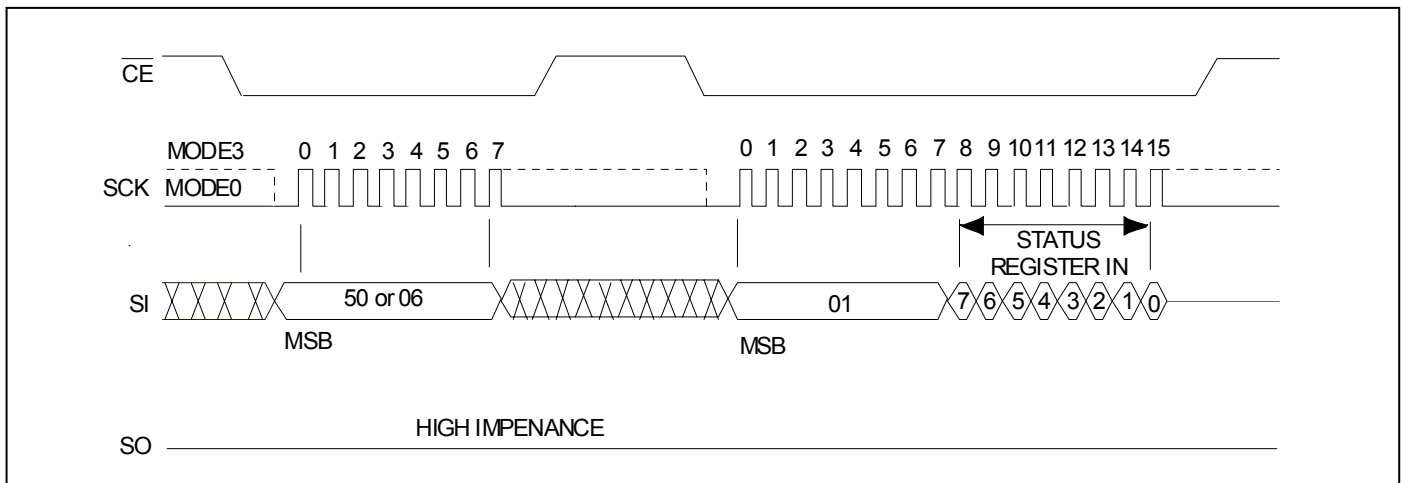 CE
MODE3 0 1 2 3 4 5 6 7 0 1 2 3 4 5 6 7 8 9 10 11 12 13 14 15
SCK MODE0
STATUS
REGISTER IN
SI 50 or 06 01 7 6 5 4 3 2 1 0
MSB MSB
HIGH IMPENANCE
SO